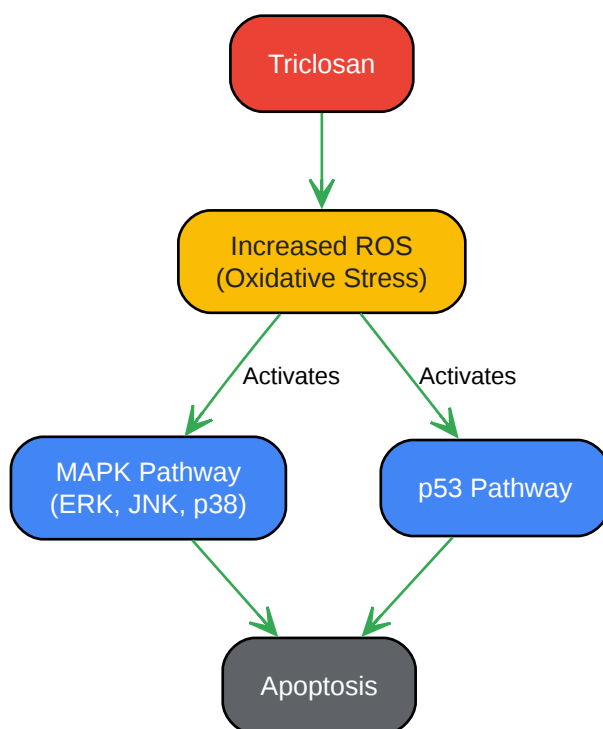 Triclosan
Increased ROS
(Oxidative Stress)
Activates
Activates
MAPK Pathway
(ERK, JNK, p38)
p53 Pathway
Apoptosis